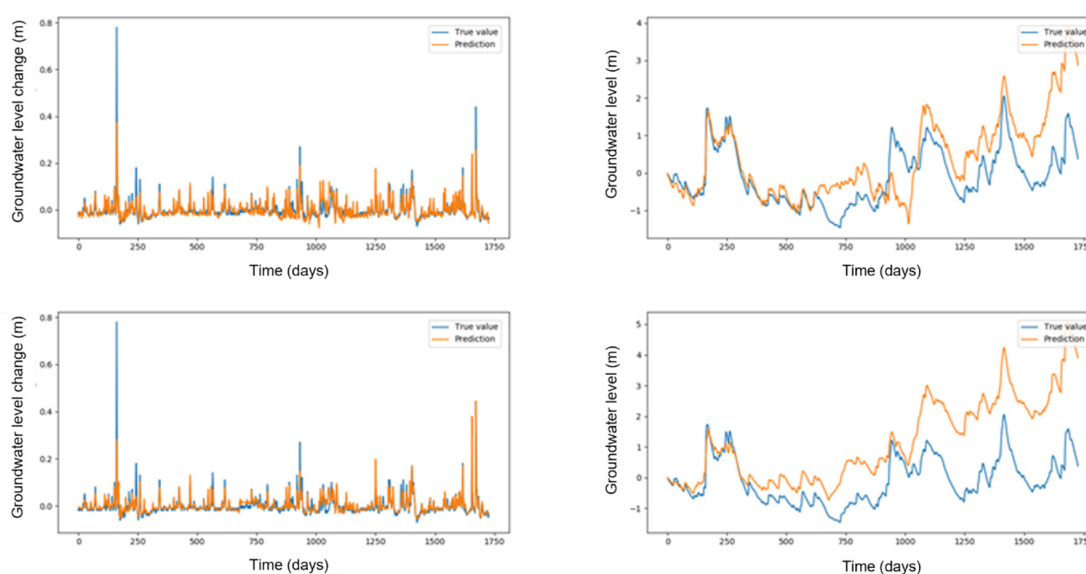 Groundwater level change (m)
0.8
0.6
0.4
0.2
0.0
True value
Prediction
0 250 500 750 1000 1250 1500 1750
Time (days)
Groundwater level (m)
4
3
2
1
0
−1
True value
Prediction
0 250 500 750 1000 1250 1500 175
Time (days)
Groundwater level change (m)
0.8
0.6
0.4
0.2
0.0
True value
Prediction
0 250 500 750 1000 1250 1500 1750
Time (days)
Groundwater level (m)
5
4
3
2
1
0
−1
True value
Prediction
0 250 500 750 1000 1250 1500 175
Time (days)